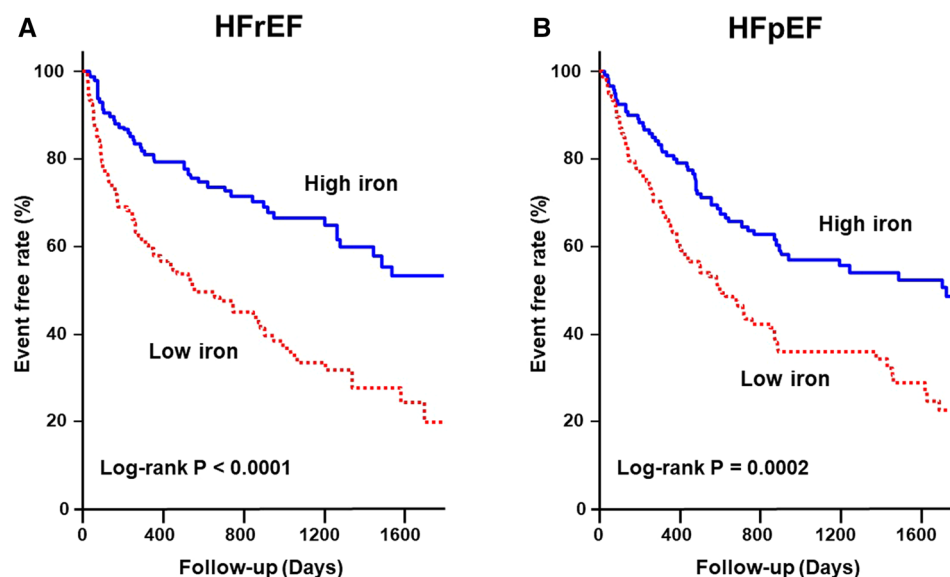 A
HFrEF
100
80
60
40
20
0
Event free rate (%)
High iron
Low iron
Log-rank P < 0.0001
0 400 800 1200 1600
Follow-up (Days)
B
HFpEF
100
80
60
40
20
0
Event free rate (%)
High iron
Low iron
Log-rank P = 0.0002
0 400 800 1200 1600
Follow-up (Days)